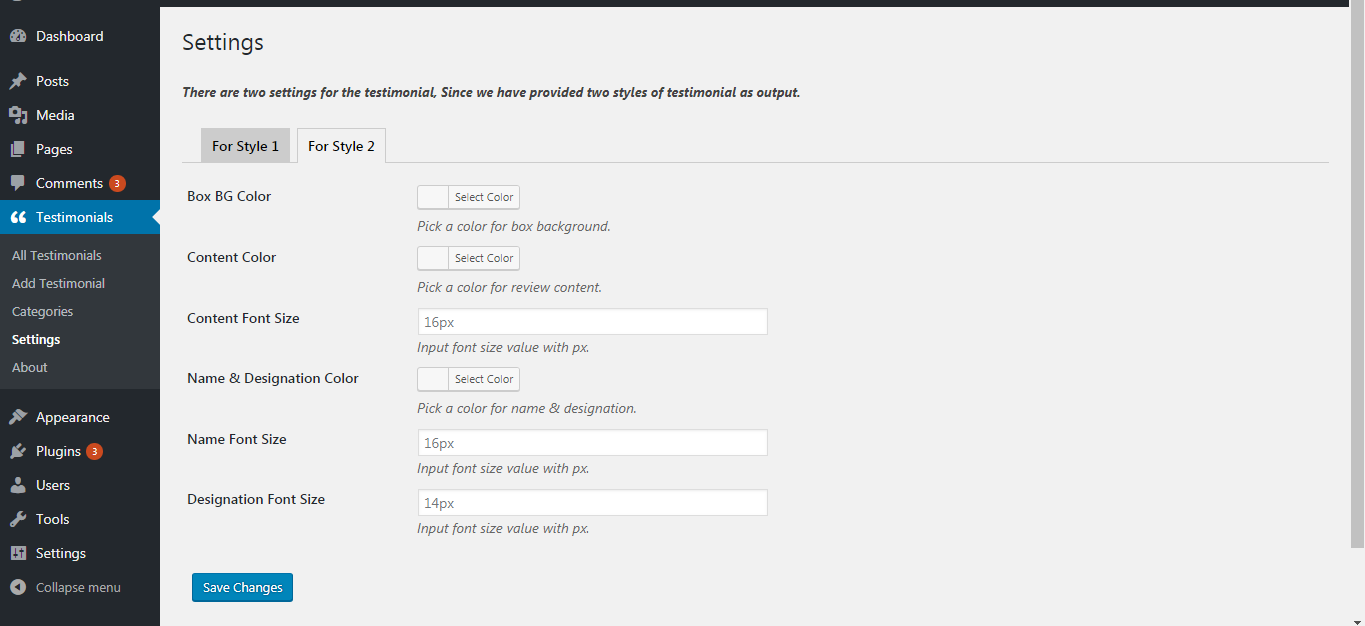 Dashboard
Posts
Media
Pages
Comments 3
Testimonials
All Testimonials
Add Testimonial
Categories
Settings
About
Appearance
Plugins 3
Users
Tools
Settings
Collapse menu
Settings
There are two settings for the testimonial, Since we have provided two styles of testimonial as output.
For Style 1 For Style 2
Box BG Color Select Color
Pick a color for box background.
Content Color Select Color
Pick a color for review content.
Content Font Size 16px
Input font size value with px.
Name & Designation Color Select Color
Pick a color for name & designation.
Name Font Size 16px
Input font size value with px.
Designation Font Size 14px
Input font size value with px.
Save Changes